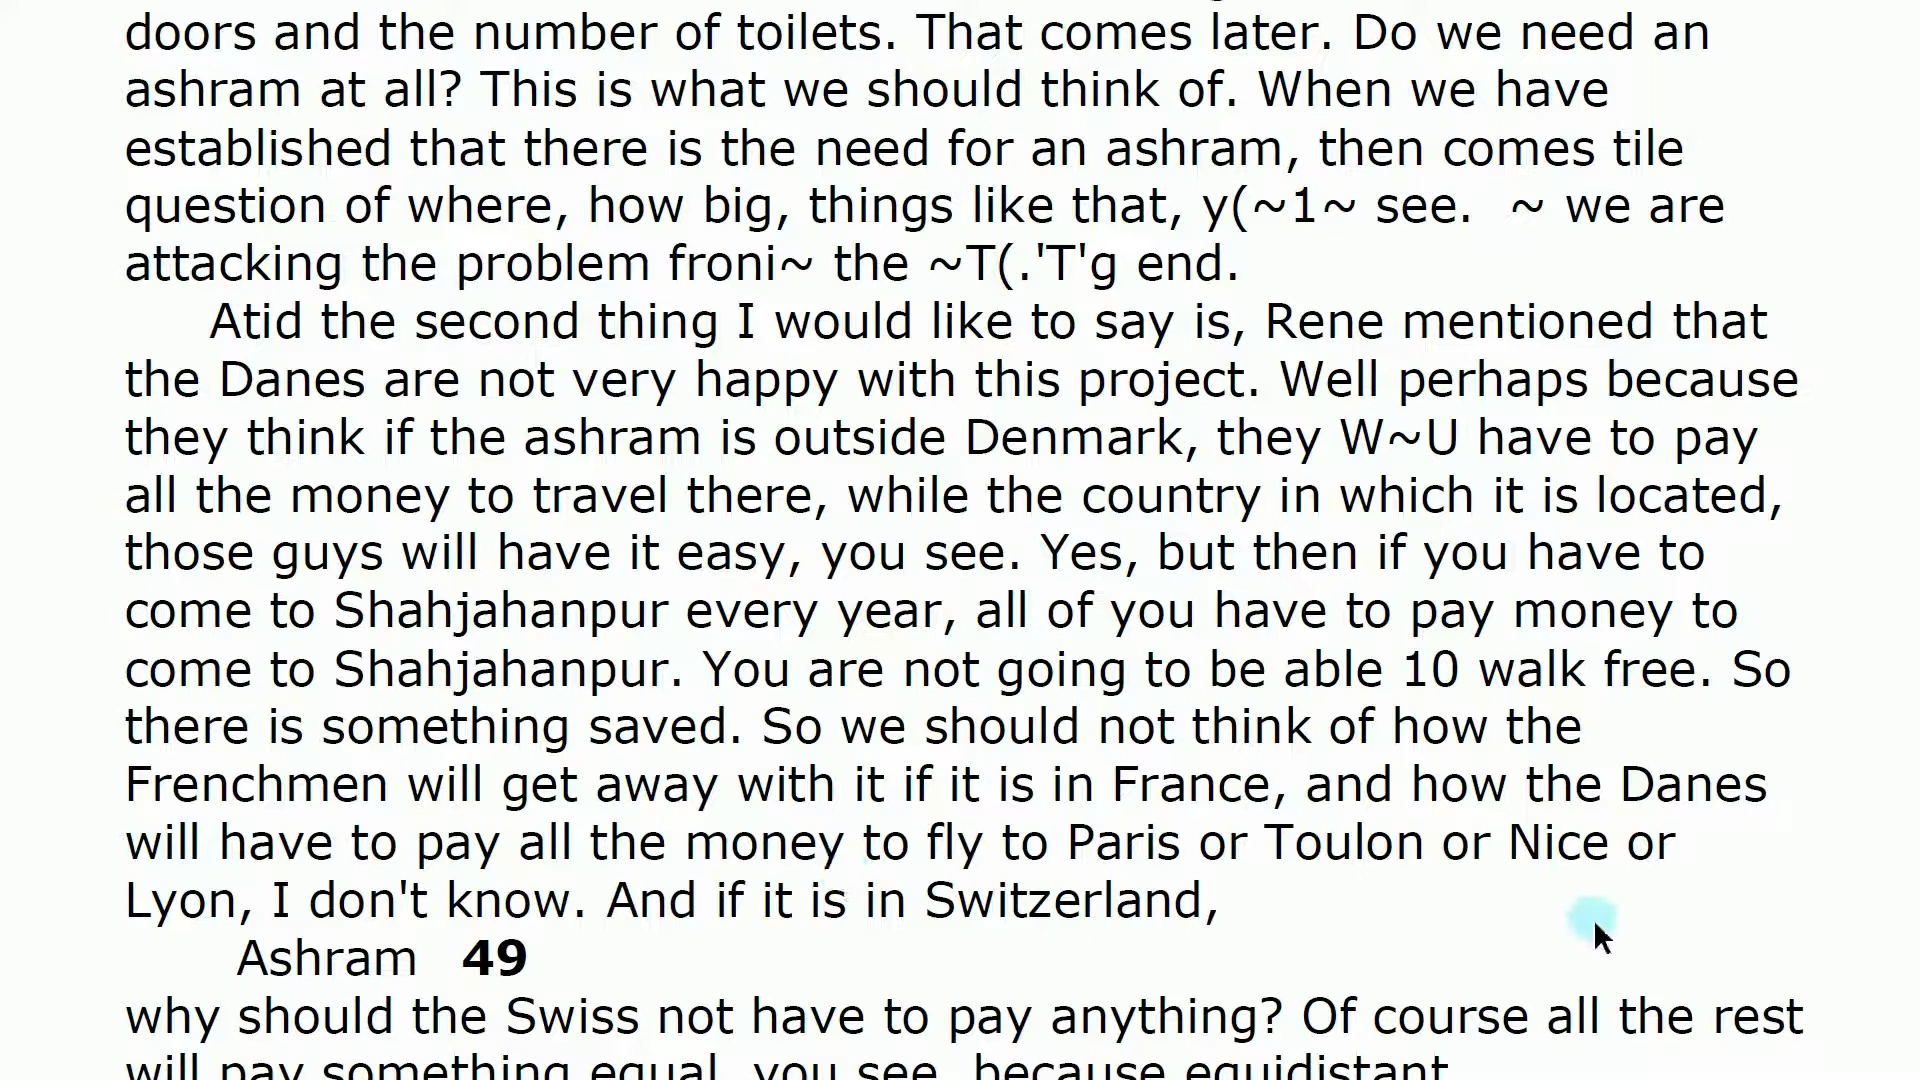 doors and the number of toilets. That comes later. Do we need an
ashram at all? This is what we should think of. When we have
established that there is the need for an ashram, then comes tile
question of where, how big, things like that, y(~1~ see.  ~ we are
attacking the problem froni~ the ~T(.'T'g end.
Atid the second thing I would like to say is, Rene mentioned that
the Danes are not very happy with this project. Well perhaps because
they think if the ashram is outside Denmark, they W~U have to pay
all the money to travel there, while the country in which it is located,
those guys will have it easy, you see. Yes, but then if you have to
come to Shahjahanpur every year, all of you have to pay money to
come to Shahjahanpur. You are not going to be able 10 walk free. So
there is something saved. So we should not think of how the
Frenchmen will get away with it if it is in France, and how the Danes
will have to pay all the money to fly to Paris or Toulon or Nice or
Lyon, I don't know. And if it is in Switzerland,
Ashram 49
why should the Swiss not have to pay anything? Of course all the rest
will pay something equal, you see, because equidistant